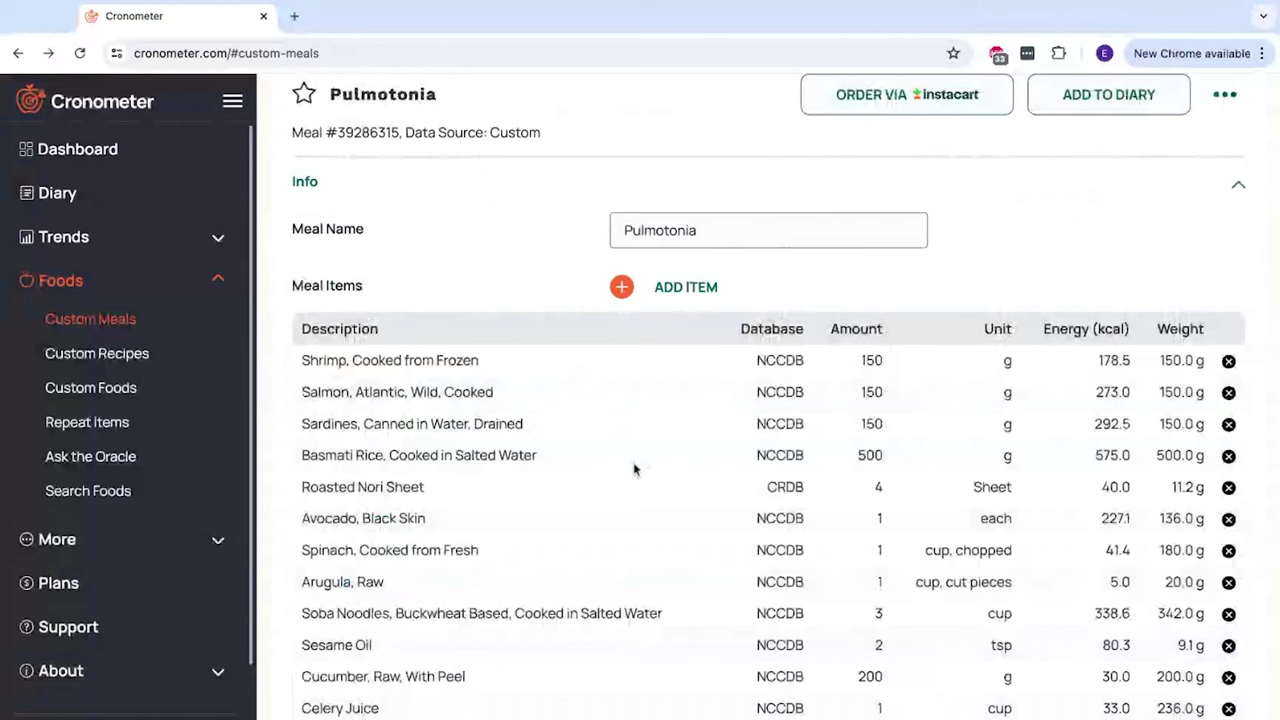 Cronometer
cronometer.com/#custom-meals
33
E
New Chrome available
Cronometer
Dashboard
Diary
Trends
Foods
Custom Meals
Custom Recipes
Custom Foods
Repeat Items
Ask the Oracle
Search Foods
More
Plans
Support
About
Pulmotonia
ORDER VIA instacart
ADD TO DIARY
Meal #39286315, Data Source: Custom
Info
Meal Name Pulmotonia
Meal Items ADD ITEM
Description Database Amount Unit Energy (kcal) Weight
Shrimp, Cooked from Frozen NCCDB 150 g 178.5 150.0 g
Salmon, Atlantic, Wild, Cooked NCCDB 150 g 273.0 150.0 g
Sardines, Canned in Water, Drained NCCDB 150 g 292.5 150.0 g
Basmati Rice, Cooked in Salted Water NCCDB 500 g 575.0 500.0 g
Roasted Nori Sheet CRDB 4 Sheet 40.0 11.2 g
Avocado, Black Skin NCCDB 1 each 227.1 136.0 g
Spinach, Cooked from Fresh NCCDB 1 cup, chopped 41.4 180.0 g
Arugula, Raw NCCDB 1 cup, cut pieces 5.0 20.0 g
Soba Noodles, Buckwheat Based, Cooked in Salted Water NCCDB 3 cup 338.6 342.0 g
Sesame Oil NCCDB 2 tsp 80.3 9.1 g
Cucumber, Raw, With Peel NCCDB 200 g 30.0 200.0 g
Celery Juice NCCDB 1 cup 33.0 236.0 g